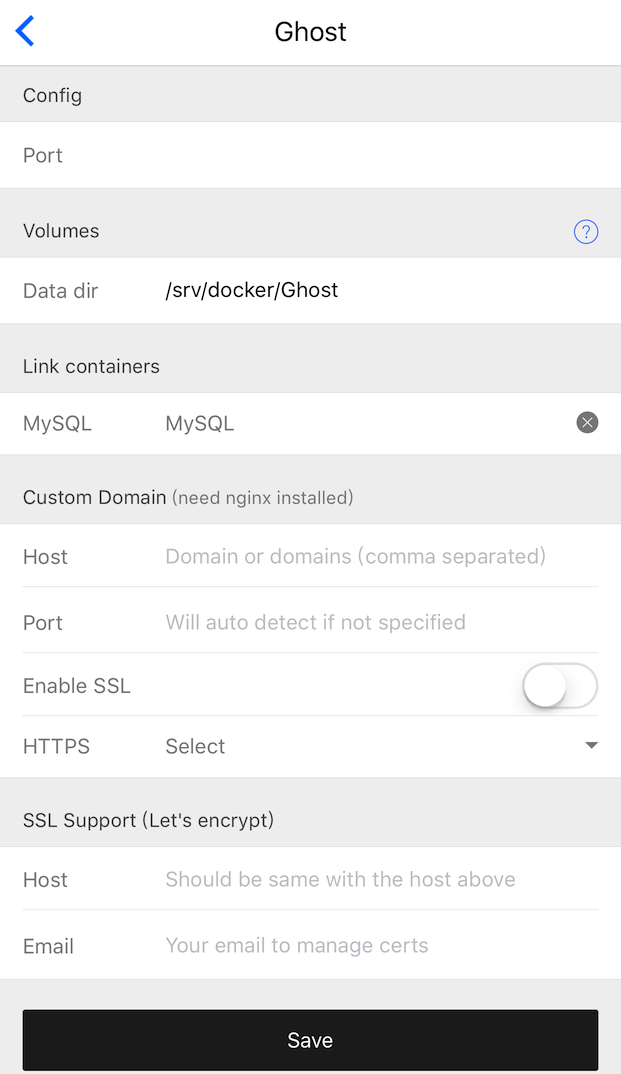 Ghost
Config
Port
Volumes ?
Data dir /srv/docker/Ghost
Link containers
MySQL MySQL
Custom Domain (need nginx installed)
Host Domain or domains (comma separated)
Port Will auto detect if not specified
Enable SSL
HTTPS Select
SSL Support (Let's encrypt)
Host Should be same with the host above
Email Your email to manage certs
Save